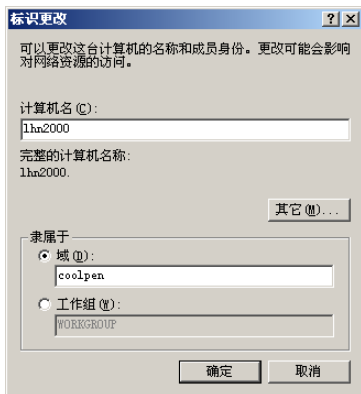 标识更改
可以更改这台计算机的名称和成员身份。更改可能会影响
对网络资源的访问。
计算机名(C):
lhn2000
完整的计算机名称:
lhn2000.
其它(M)...
隶属于
域(D):
coolpen
工作组(W):
WORKGROUP
确定
取消